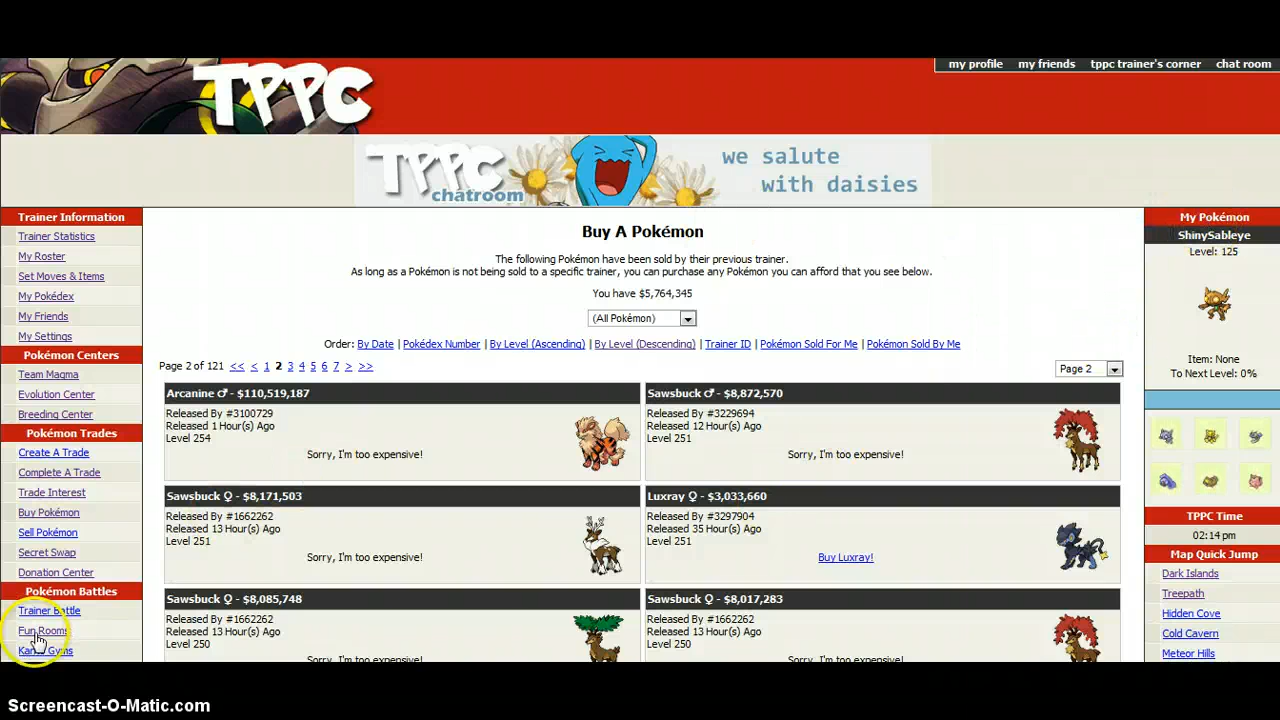 TPPC
my profile my friends tppc trainer's corner chat room
TPPC
chatroom
we salute
with daisies
Trainer Information
Trainer Statistics
My Roster
Set Moves & Items
My Pokédex
My Friends
My Settings
Pokémon Centers
Team Magma
Evolution Center
Breeding Center
Pokémon Trades
Create A Trade
Complete A Trade
Trade Interest
Buy Pokémon
Sell Pokémon
Secret Swap
Donation Center
Pokémon Battles
Trainer Battle
Fun Rooms
Kanto Gyms
Buy A Pokémon
The following Pokémon have been sold by their previous trainer.
As long as a Pokémon is not being sold to a specific trainer, you can purchase any Pokémon you can afford that you see below.
You have $5,764,345
(All Pokémon)
Order: By Date | Pokédex Number | By Level (Ascending) | By Level (Descending) | Trainer ID | Pokémon Sold For Me | Pokémon Sold By Me
Page 2 of 121 << < 1 2 3 4 5 6 7 > >>
Page 2
Arcanine ♂ - $110,519,187
Released By #3100729
Released 1 Hour(s) Ago
Level 254
Sorry, I'm too expensive!
Sawsbuck ♂ - $8,872,570
Released By #3229694
Released 12 Hour(s) Ago
Level 251
Sorry, I'm too expensive!
Sawsbuck ♀ - $8,171,503
Released By #1662262
Released 13 Hour(s) Ago
Level 251
Sorry, I'm too expensive!
Luxray ♀ - $3,033,660
Released By #3297904
Released 35 Hour(s) Ago
Level 251
Buy Luxray!
Sawsbuck ♀ - $8,085,748
Released By #1662262
Released 13 Hour(s) Ago
Level 250
Sorry, I'm too expensive!
Sawsbuck ♀ - $8,017,283
Released By #1662262
Released 13 Hour(s) Ago
Level 250
Sorry, I'm too expensive!
My Pokémon
ShinySableye
Level: 125
Item: None
To Next Level: 0%
TPPC Time
02:14 pm
Map Quick Jump
Dark Islands
Treepath
Hidden Cove
Cold Cavern
Meteor Hills
Screencast-O-Matic.com